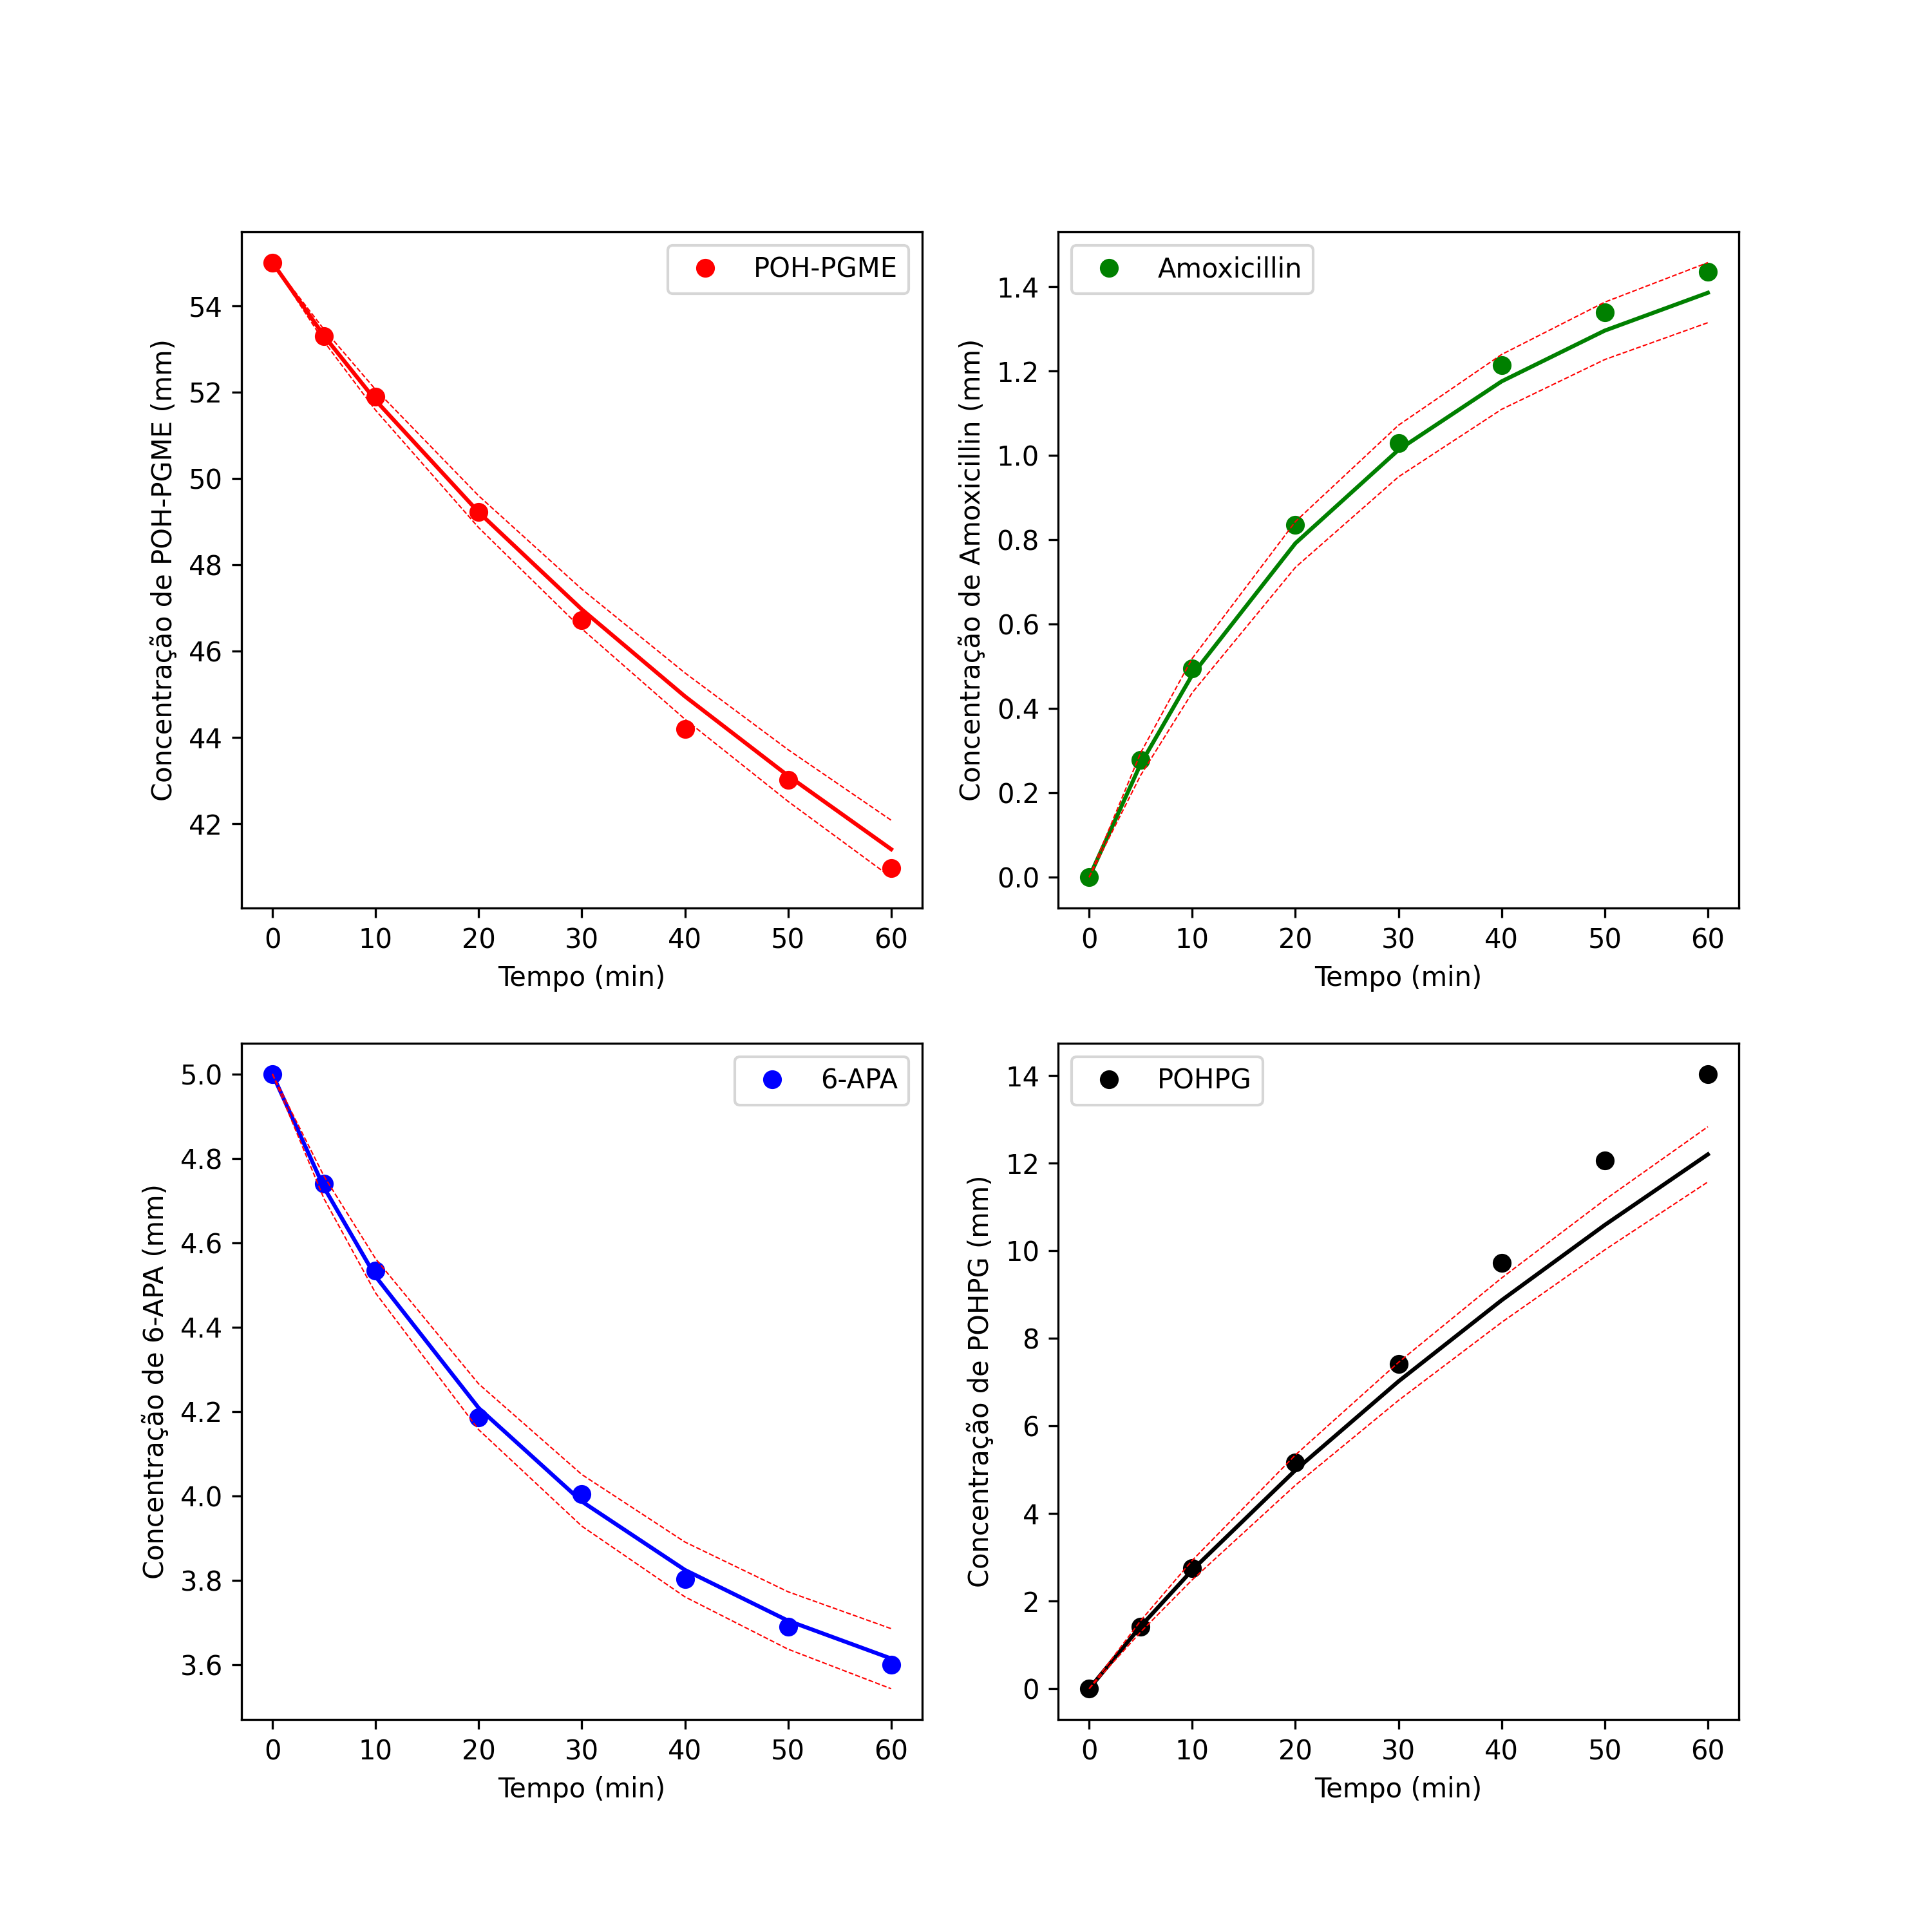 POH-PGME
Concentração de POH-PGME (mm)
54
52
50
48
46
44
42
0 10 20 30 40 50 60
Tempo (min)
Amoxicillin
Concentração de Amoxicillin (mm)
1.4
1.2
1.0
0.8
0.6
0.4
0.2
0.0
0 10 20 30 40 50 60
Tempo (min)
6-APA
Concentração de 6-APA (mm)
5.0
4.8
4.6
4.4
4.2
4.0
3.8
3.6
0 10 20 30 40 50 60
Tempo (min)
POHPG
Concentração de POHPG (mm)
14
12
10
8
6
4
2
0
0 10 20 30 40 50 60
Tempo (min)